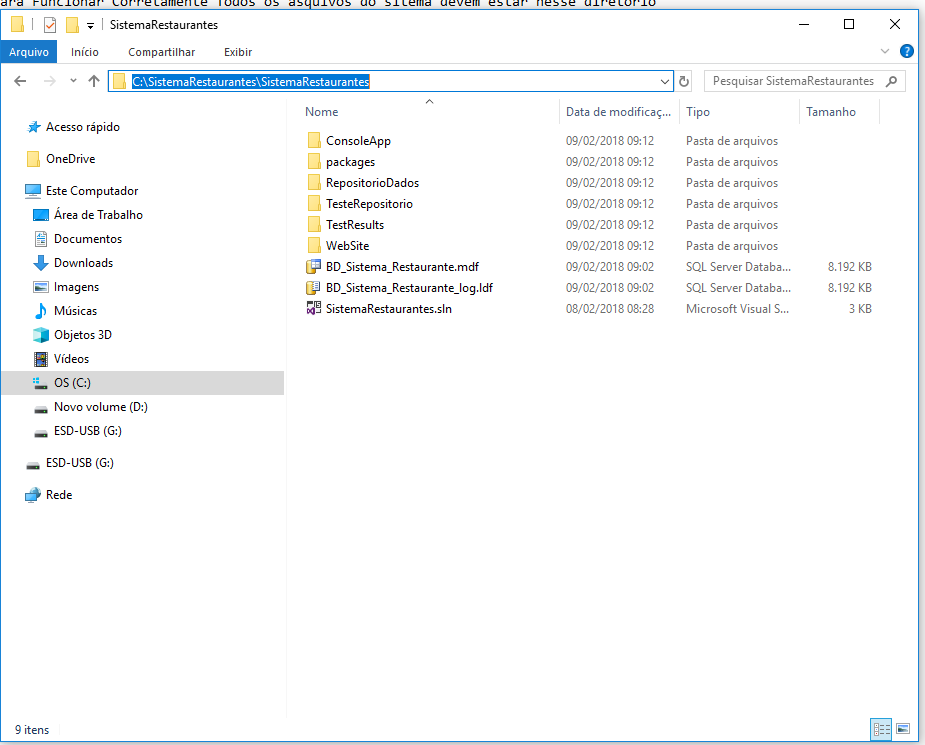 ara Funcionar Corretamente Todos os asquivos do sitema devem estar nesse diretorio
SistemaRestaurantes
Arquivo Início Compartilhar Exibir
C:\SistemaRestaurantes\SistemaRestaurantes
Pesquisar SistemaRestaurantes
Nome Data de modificaç... Tipo Tamanho
Acesso rápido
OneDrive
Este Computador
Área de Trabalho
Documentos
Downloads
Imagens
Músicas
Objetos 3D
Vídeos
OS (C:)
Novo volume (D:)
ESD-USB (G:)
ESD-USB (G:)
Rede
ConsoleApp 09/02/2018 09:12 Pasta de arquivos
packages 09/02/2018 09:12 Pasta de arquivos
RepositorioDados 09/02/2018 09:12 Pasta de arquivos
TesteRepositorio 09/02/2018 09:12 Pasta de arquivos
TestResults 09/02/2018 09:12 Pasta de arquivos
WebSite 09/02/2018 09:12 Pasta de arquivos
BD_Sistema_Restaurante.mdf 09/02/2018 09:02 SQL Server Databa... 8.192 KB
BD_Sistema_Restaurante_log.ldf 09/02/2018 09:02 SQL Server Databa... 8.192 KB
SistemaRestaurantes.sln 08/02/2018 08:28 Microsoft Visual S... 3 KB
9 itens